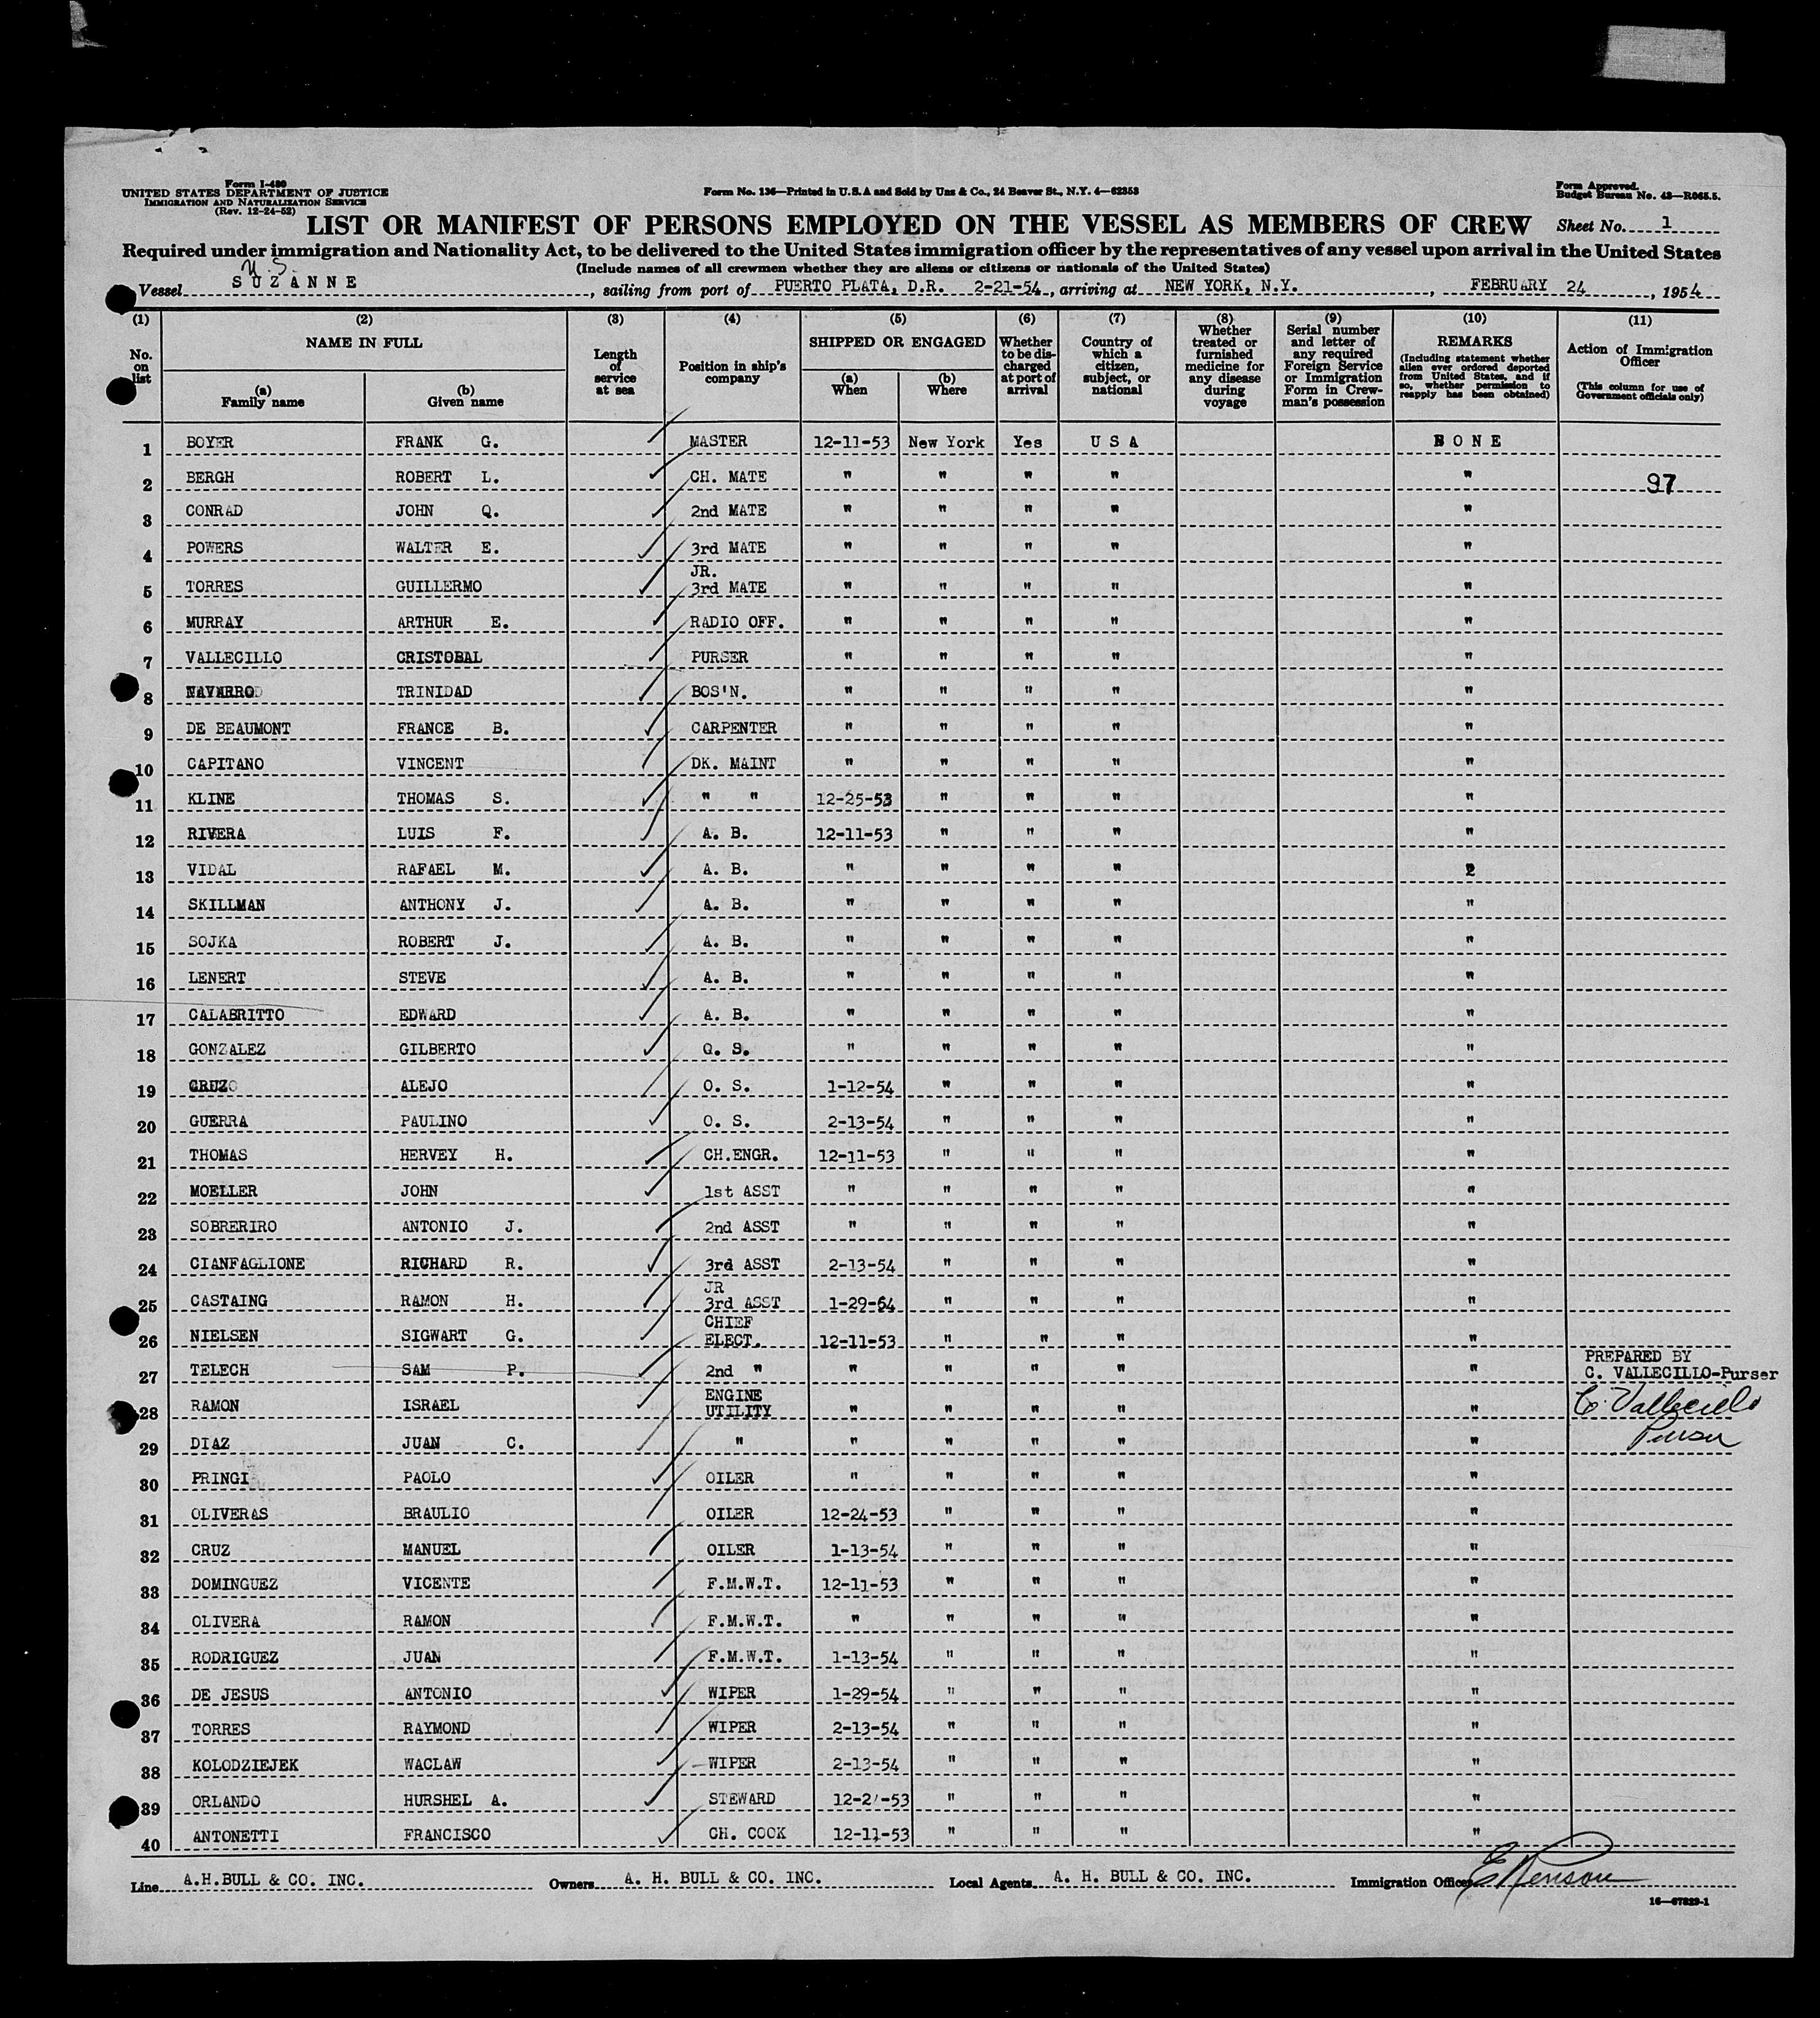 Form I-480
UNITED STATES DEPARTMENT OF JUSTICE
IMMIGRATION AND NATURALIZATION SERVICE
(Rev. 12-24-52)
Form No. 136—Printed in U.S.A and Sold by Unz & Co., 24 Beaver St., N.Y. 4—62353
Form Approved.
Budget Bureau No. 43—R065.5.
LIST OR MANIFEST OF PERSONS EMPLOYED ON THE VESSEL AS MEMBERS OF CREW
Sheet No. 1
Required under immigration and Nationality Act, to be delivered to the United States immigration officer by the representatives of any vessel upon arrival in the United States
(Include names of all crewmen whether they are aliens or citizens or nationals of the United States)
U.S.
Vessel SUZANNE, sailing from port of PUERTO PLATA, D.R. 2-21-54, arriving at NEW YORK, N.Y., FEBRUARY 24, 1954
(1) No. on list
(2) NAME IN FULL
(a) Family name
(b) Given name
(3) Length of service at sea
(4) Position in ship's company
(5) SHIPPED OR ENGAGED
(a) When
(b) Where
(6) Whether to be discharged at port of arrival
(7) Country of which a citizen, subject, or national
(8) Whether treated or furnished medicine for any disease during voyage
(9) Serial number and letter of any required Foreign Service or Immigration Form in Crewman's possession
(10) REMARKS
(Including statement whether alien ever ordered deported from United States, and if so, whether permission to reapply has been obtained)
(11) Action of Immigration Officer
(This column for use of Government officials only)
1 BOYER FRANK G. MASTER 12-11-53 New York Yes U S A BONE
2 BERGH ROBERT L. CH. MATE " " " " " 97
3 CONRAD JOHN Q. 2nd MATE " " " " "
4 POWERS WALTER E. 3rd MATE " " " " "
5 TORRES GUILLERMO JR. 3rd MATE " " " " "
6 MURRAY ARTHUR E. RADIO OFF. " " " " "
7 VALLECILLO CRISTOBAL PURSER " " " " "
8 NAVARRO TRINIDAD BOS'N. " " " " "
9 DE BEAUMONT FRANCE B. CARPENTER " " " " "
10 CAPITANO VINCENT DK. MAINT " " " " "
11 KLINE THOMAS S. " " 12-25-53 " " " "
12 RIVERA LUIS F. A. B. 12-11-53 " " " "
13 VIDAL RAFAEL M. A. B. " " " " 2
14 SKILLMAN ANTHONY J. A. B. " " " " "
15 SOJKA ROBERT J. A. B. " " " " "
16 LENERT STEVE A. B. " " " " "
17 CALABRITTO EDWARD A. B. " " " " "
18 GONZALEZ GILBERTO O. S. " " " " "
19 CRUZ ALEJO O. S. 1-12-54 " " " "
20 GUERRA PAULINO O. S. 2-13-54 " " " "
21 THOMAS HERVEY H. CH.ENGR. 12-11-53 " " " "
22 MOELLER JOHN 1st ASST " " " " "
23 SOBRERIRO ANTONIO J. 2nd ASST " " " " "
24 CIANFAGLIONE RICHARD R. 3rd ASST 2-13-54 " " " "
25 CASTAING RAMON H. JR 3rd ASST 1-29-54 " " " "
26 NIELSEN SIGWART G. CHIEF ELECT. 12-11-53 " " " "
27 TELECH SAM P. 2nd " " " " " "
PREPARED BY
C. VALLECILLO-Purser
28 RAMON ISRAEL ENGINE UTILITY " " " " "
C. Vallecillo
Purser
29 DIAZ JUAN C. " " " " " "
30 PRINGI PAOLO OILER " " " " "
31 OLIVERAS BRAULIO OILER 12-24-53 " " " "
32 CRUZ MANUEL OILER 1-13-54 " " " "
33 DOMINGUEZ VICENTE F.M.W.T. 12-11-53 " " " "
34 OLIVERA RAMON F.M.W.T. " " " " "
35 RODRIGUEZ JUAN F.M.W.T. 1-13-54 " " " "
36 DE JESUS ANTONIO WIPER 1-29-54 " " " "
37 TORRES RAYMOND WIPER 2-13-54 " " " "
38 KOLODZIEJEK WACLAW WIPER 2-13-54 " " " "
39 ORLANDO HURSHEL A. STEWARD " " " "
40 ANTONETTI FRANCISCO CH. COOK 12-11-53 " " " "
Line A.H.BULL & CO. INC. Owners A. H. BULL & CO. INC. Local Agents A. H. BULL & CO. INC. Immigration Officer
16—67829-1